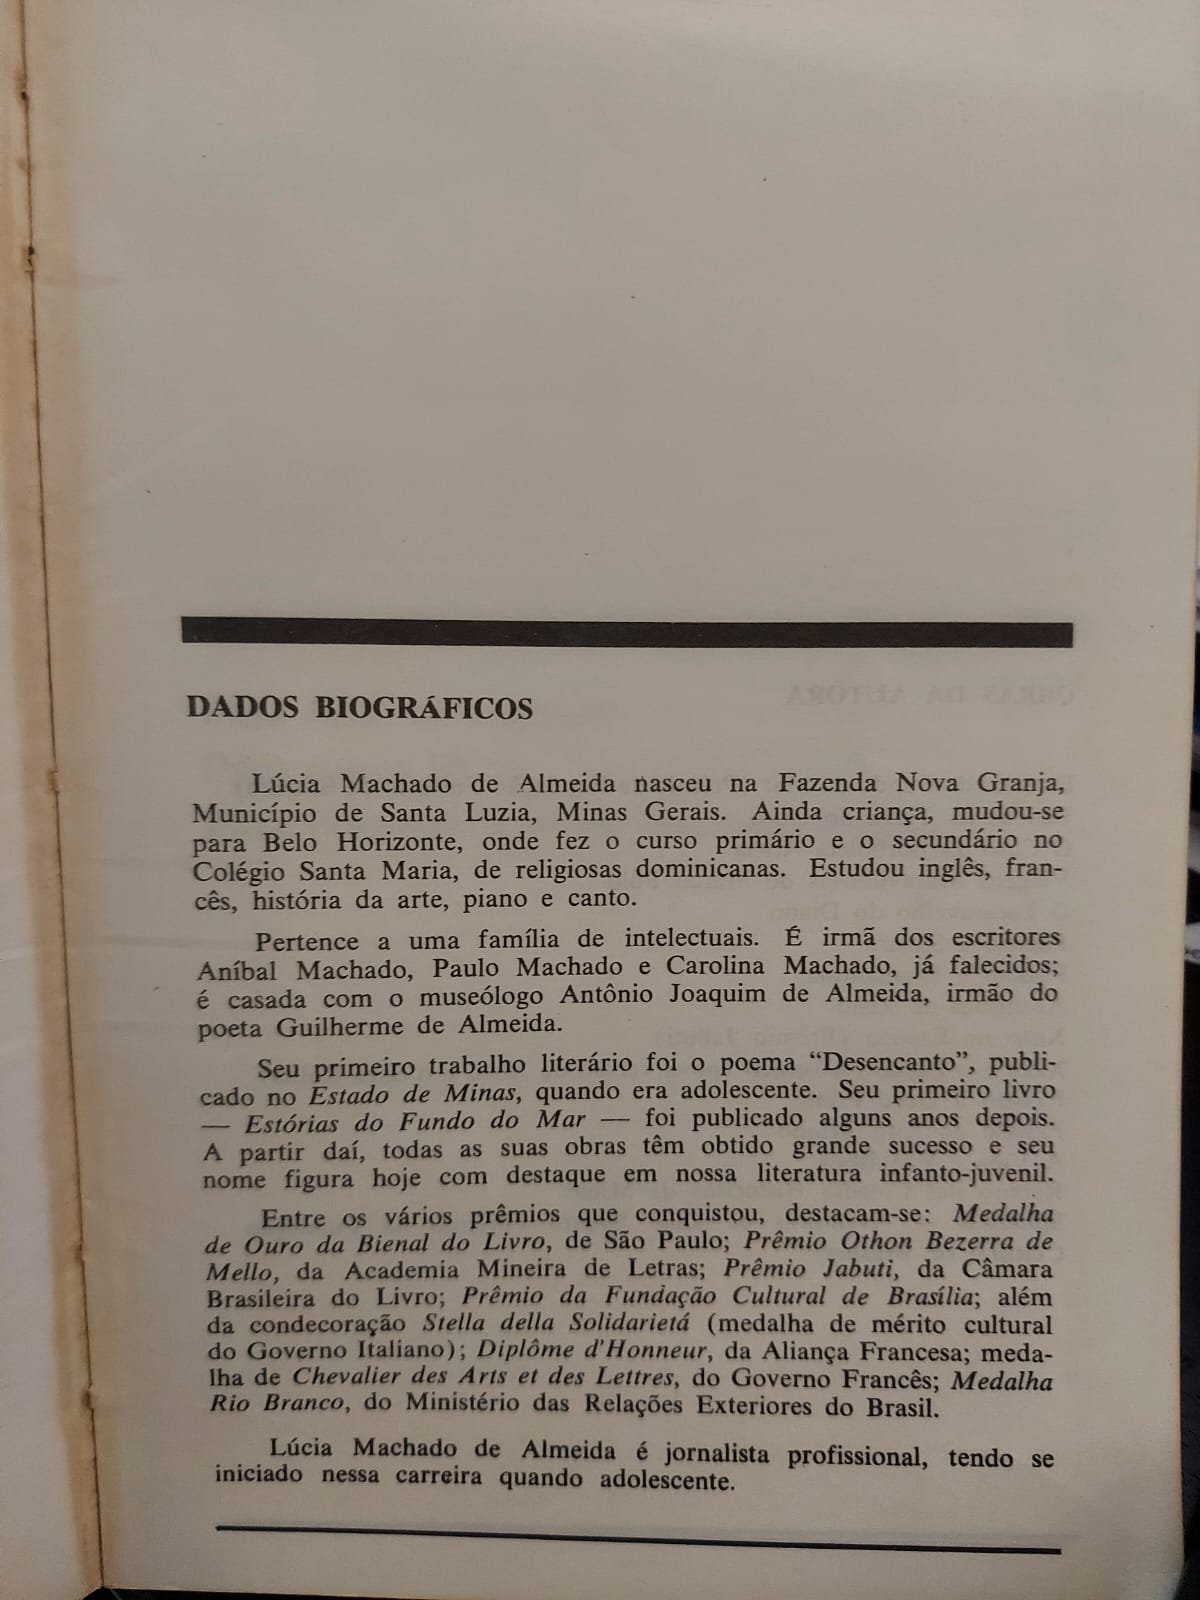 DADOS BIOGRÁFICOS
Lúcia Machado de Almeida nasceu na Fazenda Nova Granja,
Município de Santa Luzia, Minas Gerais. Ainda criança, mudou-se
para Belo Horizonte, onde fez o curso primário e o secundário no
Colégio Santa Maria, de religiosas dominicanas. Estudou inglês, fran-
cês, história da arte, piano e canto.
Pertence a uma família de intelectuais. É irmã dos escritores
Aníbal Machado, Paulo Machado e Carolina Machado, já falecidos;
é casada com o museólogo Antônio Joaquim de Almeida, irmão do
poeta Guilherme de Almeida.
Seu primeiro trabalho literário foi o poema “Desencanto”, publi-
cado no Estado de Minas, quando era adolescente. Seu primeiro livro
— Estórias do Fundo do Mar — foi publicado alguns anos depois.
A partir daí, todas as suas obras têm obtido grande sucesso e seu
nome figura hoje com destaque em nossa literatura infanto-juvenil.
Entre os vários prêmios que conquistou, destacam-se: Medalha
de Ouro da Bienal do Livro, de São Paulo; Prêmio Othon Bezerra de
Mello, da Academia Mineira de Letras; Prêmio Jabuti, da Câmara
Brasileira do Livro; Prêmio da Fundação Cultural de Brasília; além
da condecoração Stella della Solidarietá (medalha de mérito cultural
do Governo Italiano); Diplôme d'Honneur, da Aliança Francesa; meda-
lha de Chevalier des Arts et des Lettres, do Governo Francês; Medalha
Rio Branco, do Ministério das Relações Exteriores do Brasil.
Lúcia Machado de Almeida é jornalista profissional, tendo se
iniciado nessa carreira quando adolescente.